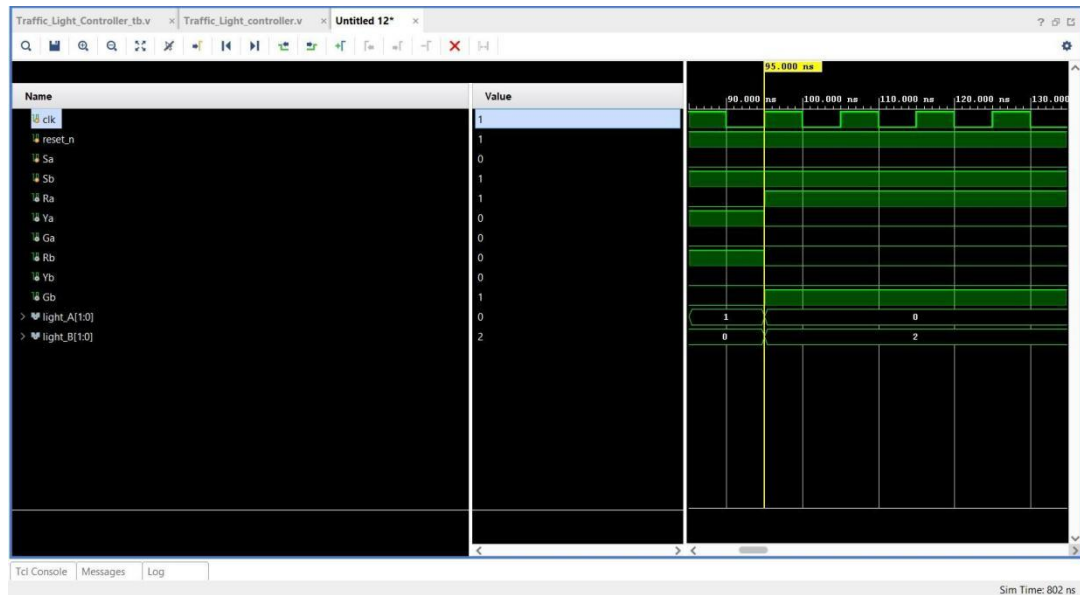 Traffic_Light_Controller_tb.v × Traffic_Light_controller.v × Untitled 12* ×
95.000 ns
Name Value 90.000 ns 100.000 ns 110.000 ns 120.000 ns 130.000
clk 1
reset_n 1
Sa 0
Sb 1
Ra 1
Ya 0
Ga 0
Rb 0
Yb 0
Gb 1
light_A[1:0] 0 1 0
light_B[1:0] 2 0 2
Tcl Console Messages Log
Sim Time: 802 ns